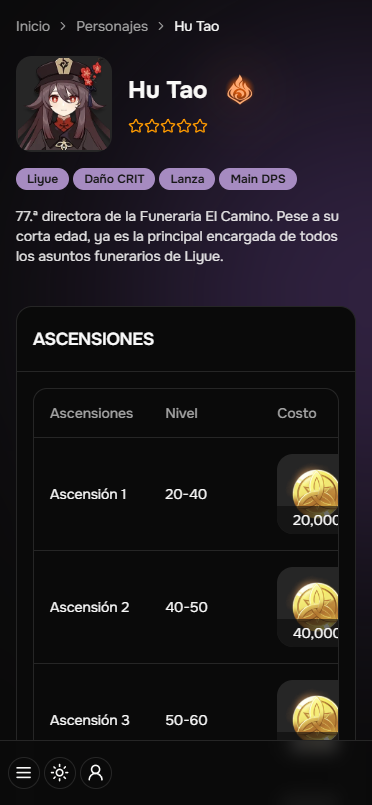 Inicio > Personajes > Hu Tao
Hu Tao
Liyue Daño CRIT Lanza Main DPS
77.ª directora de la Funeraria El Camino. Pese a su
corta edad, ya es la principal encargada de todos
los asuntos funerarios de Liyue.
ASCENSIONES
Ascensiones Nivel Costo
Ascensión 1 20-40 20,000
Ascensión 2 40-50 40,000
Ascensión 3 50-60